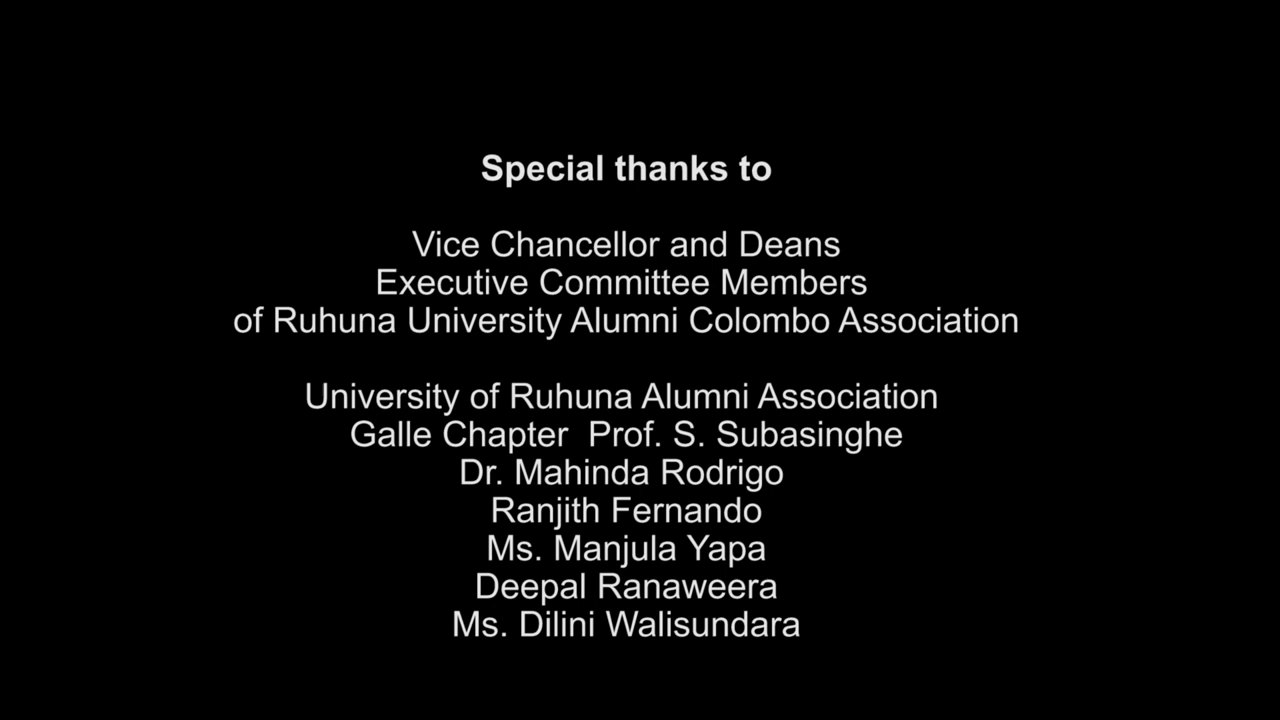 Special thanks to
Vice Chancellor and Deans
Executive Committee Members
of Ruhuna University Alumni Colombo Association
University of Ruhuna Alumni Association
Galle Chapter  Prof. S. Subasinghe
Dr. Mahinda Rodrigo
Ranjith Fernando
Ms. Manjula Yapa
Deepal Ranaweera
Ms. Dilini Walisundara